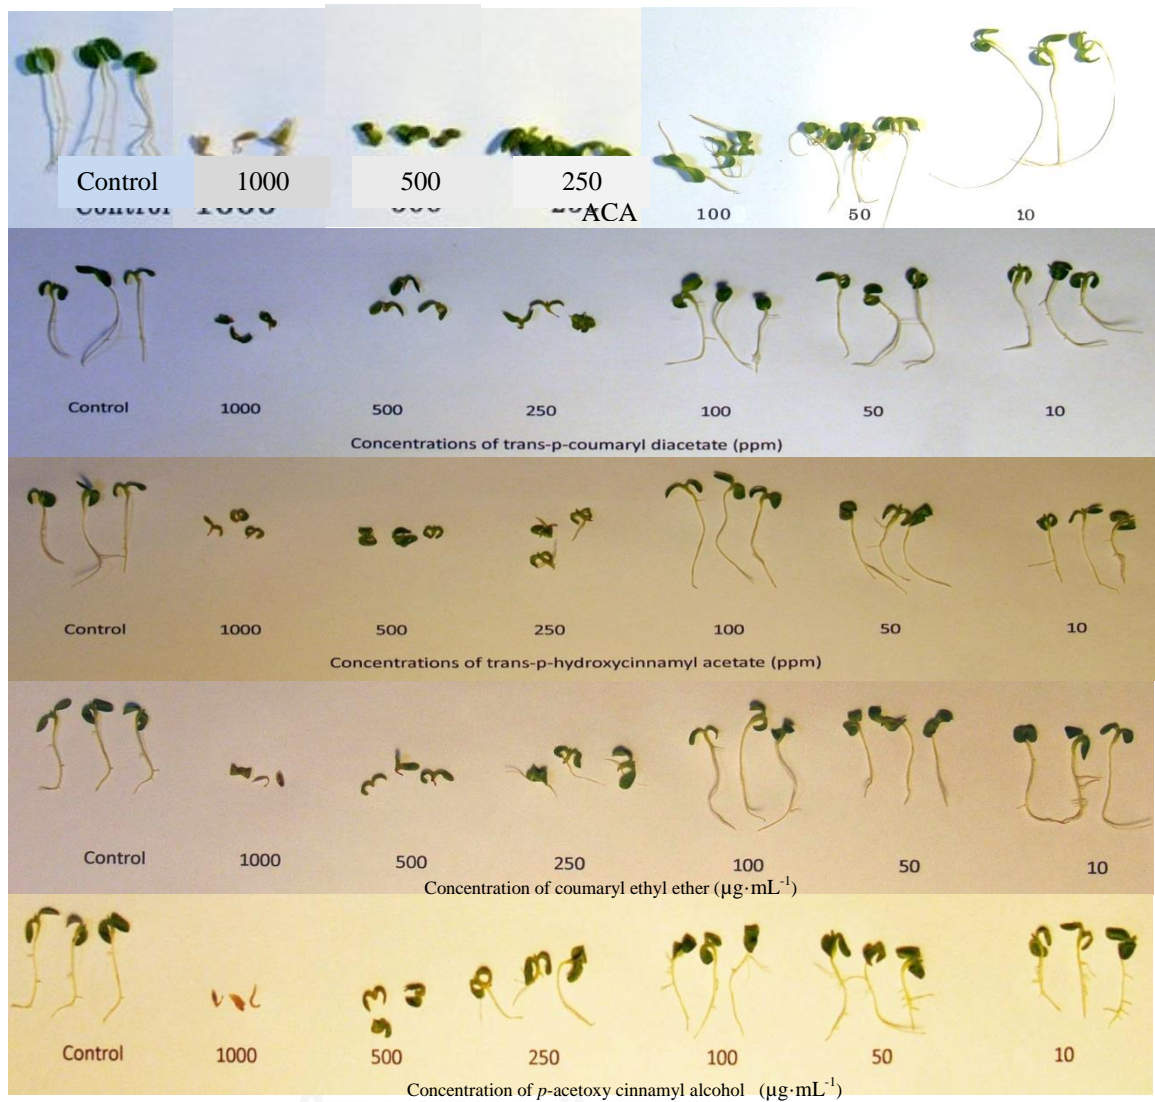 Control 1000 500 250
Control 1000 500 ACA 100 50 10
Control 1000 500 250 100 50 10
Concentrations of trans-p-coumaryl diacetate (ppm)
Control 1000 500 250 100 50 10
Concentrations of trans-p-hydroxycinnamyl acetate (ppm)
Control 1000 500 250 100 50 10
Concentration of coumaryl ethyl ether (µg·mL⁻¹)
Control 1000 500 250 100 50 10
Concentration of p-acetoxy cinnamyl alcohol (µg·mL⁻¹)